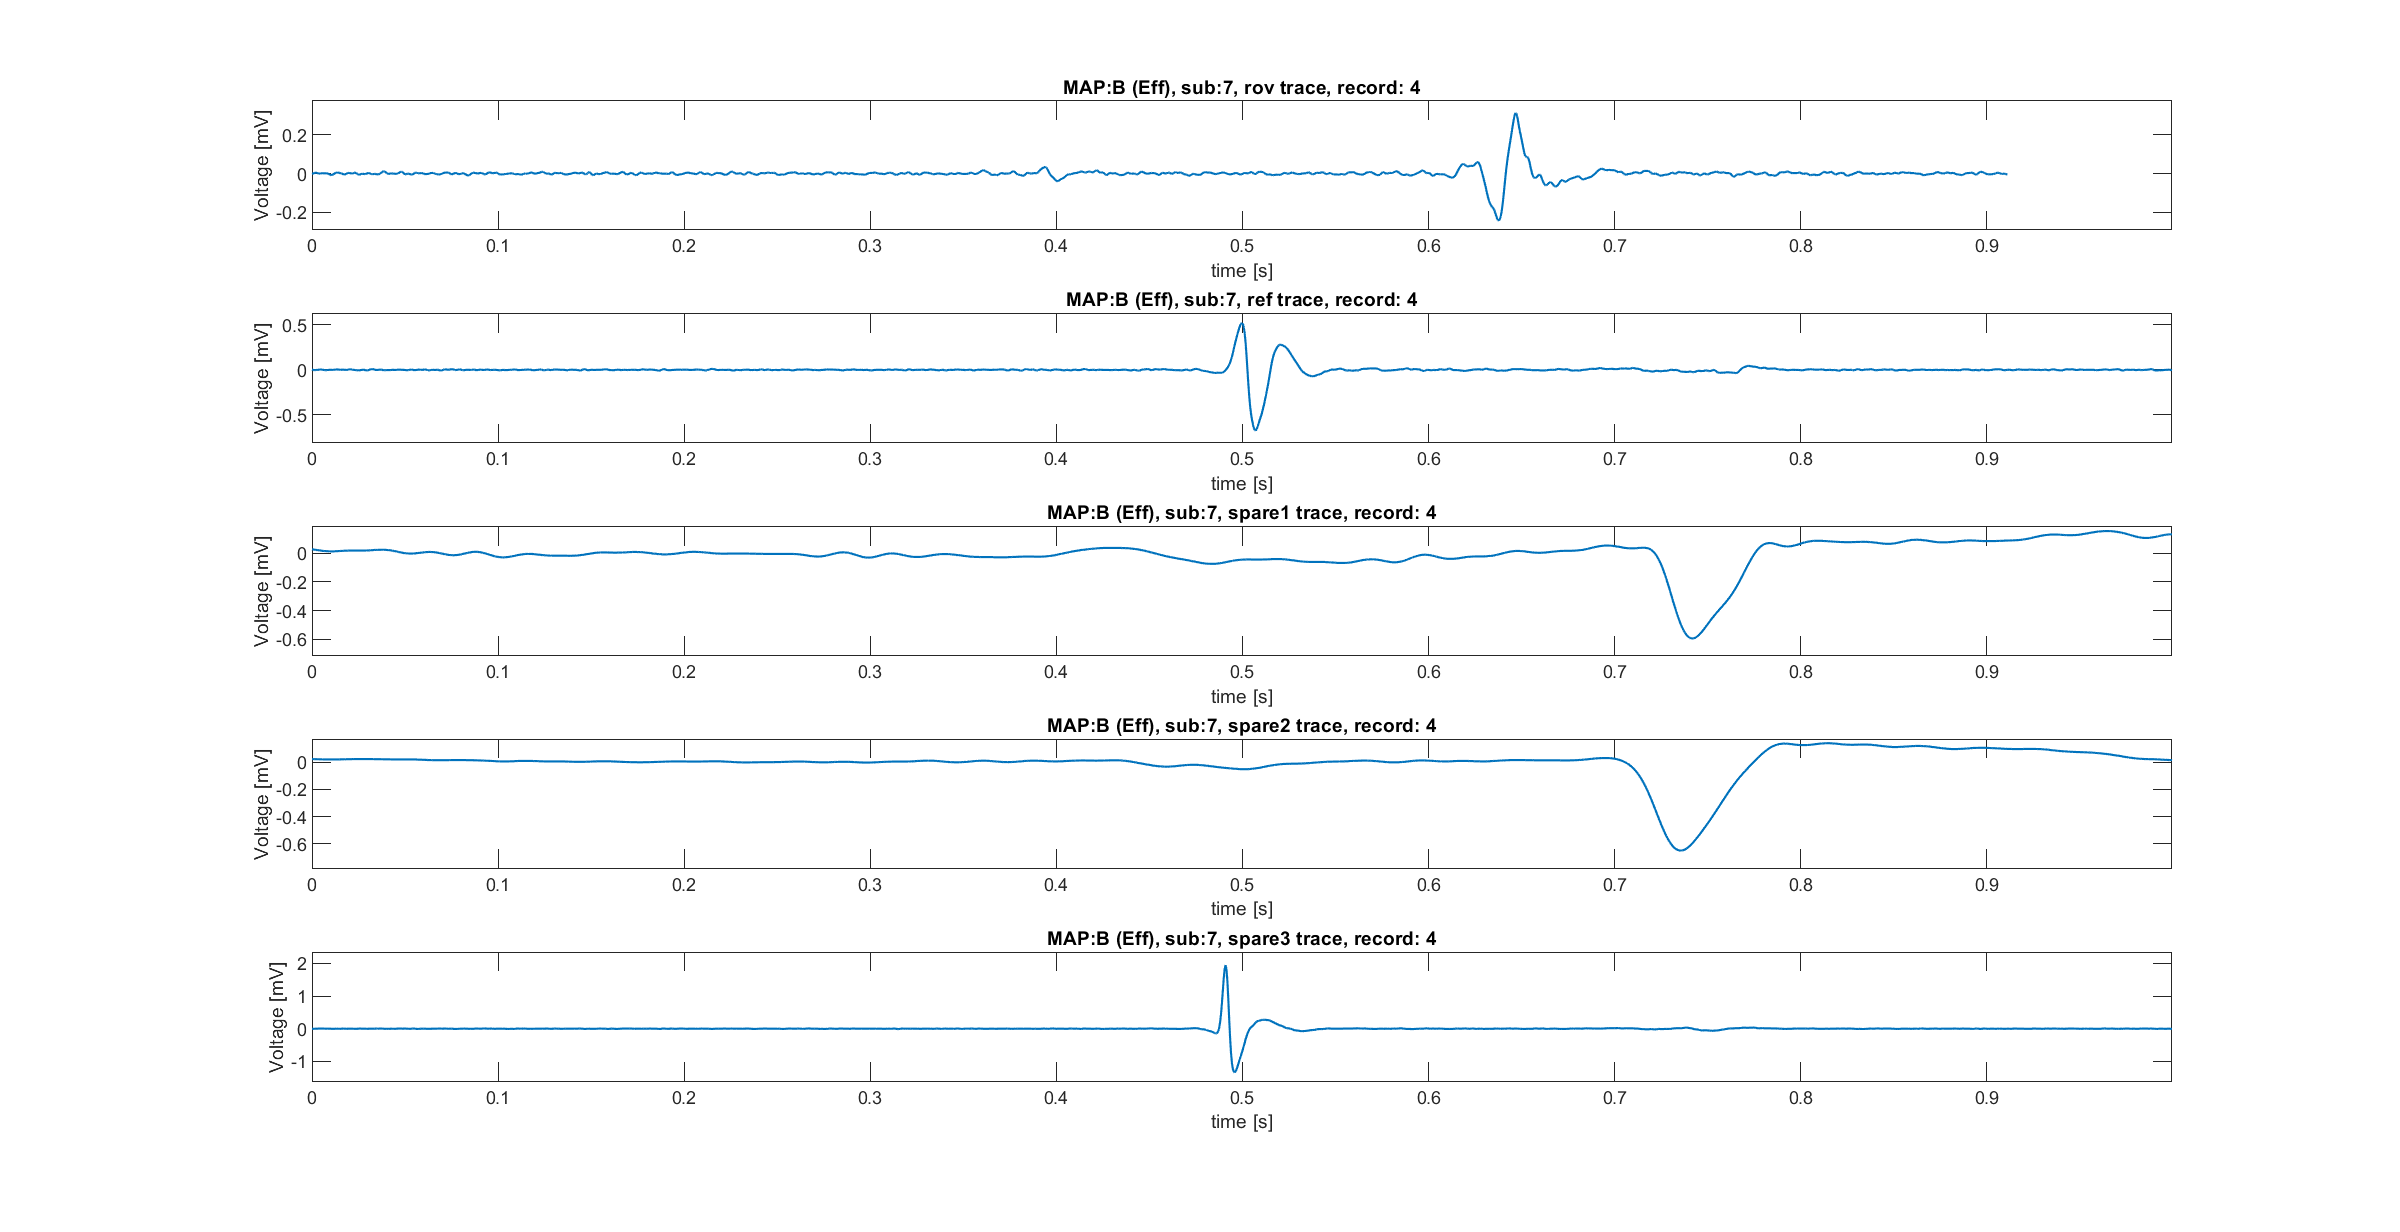 MAP:B (Eff), sub:7, rov trace, record: 4
Voltage [mV]
0.2
0
-0.2
0 0.1 0.2 0.3 0.4 0.5 0.6 0.7 0.8 0.9
time [s]
MAP:B (Eff), sub:7, ref trace, record: 4
Voltage [mV]
0.5
0
-0.5
0 0.1 0.2 0.3 0.4 0.5 0.6 0.7 0.8 0.9
time [s]
MAP:B (Eff), sub:7, spare1 trace, record: 4
Voltage [mV]
0
-0.2
-0.4
-0.6
0 0.1 0.2 0.3 0.4 0.5 0.6 0.7 0.8 0.9
time [s]
MAP:B (Eff), sub:7, spare2 trace, record: 4
Voltage [mV]
0
-0.2
-0.4
-0.6
0 0.1 0.2 0.3 0.4 0.5 0.6 0.7 0.8 0.9
time [s]
MAP:B (Eff), sub:7, spare3 trace, record: 4
Voltage [mV]
2
1
0
-1
0 0.1 0.2 0.3 0.4 0.5 0.6 0.7 0.8 0.9
time [s]